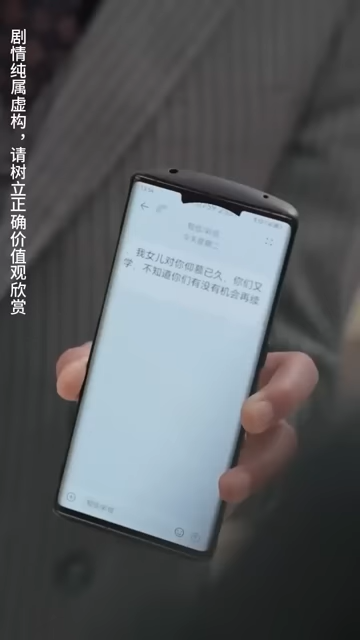 剧情纯属虚构，请树立正确价值观欣赏
我女儿对你仰慕已久，你们又
学，不知道你们有没有机会再续